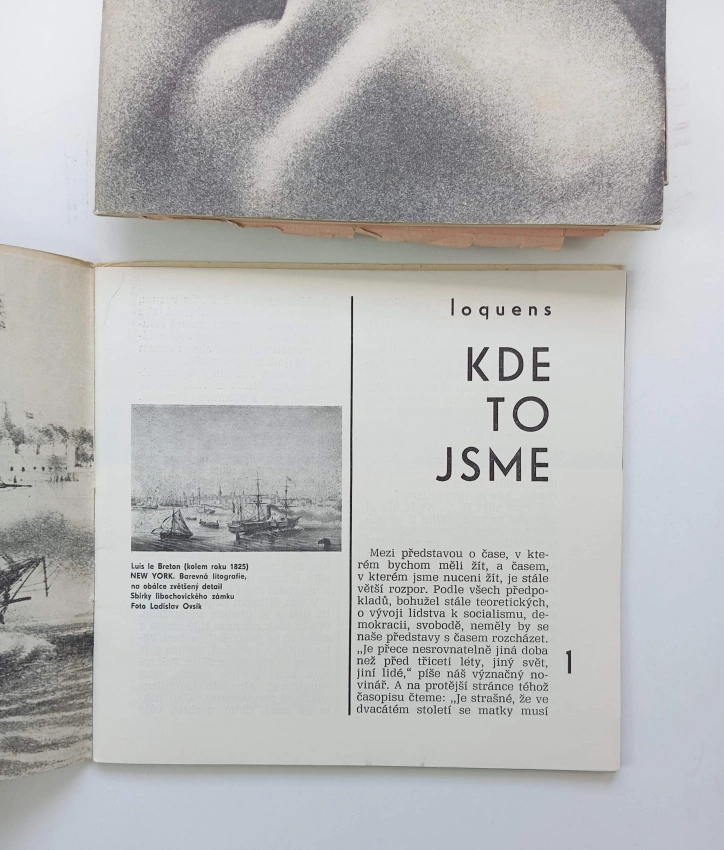 loquens
KDE
TO
JSME
Luis le Breton (kolem roku 1825)
NEW YORK. Barevná litografie,
na obálce zvětšený detail
Sbírky libochovického zámku
Foto Ladislav Ovsík
Mezi představou o čase, v kte-
rém bychom měli žít, a časem,
v kterém jsme nuceni žít, je stále
větší rozpor. Podle všech předpo-
kladů, bohužel stále teoretických,
o vývoji lidstva k socialismu, de-
mokracii, svobodě, neměly by se
naše představy s časem rozcházet.
„Je přece nesrovnatelně jiná doba
než před třiceti léty, jiný svět,
jiní lidé,“ píše náš význačný no-
vinář. A na protější stránce téhož
časopisu čteme: „Je strašné, že ve
dvacátém století se matky musí
1